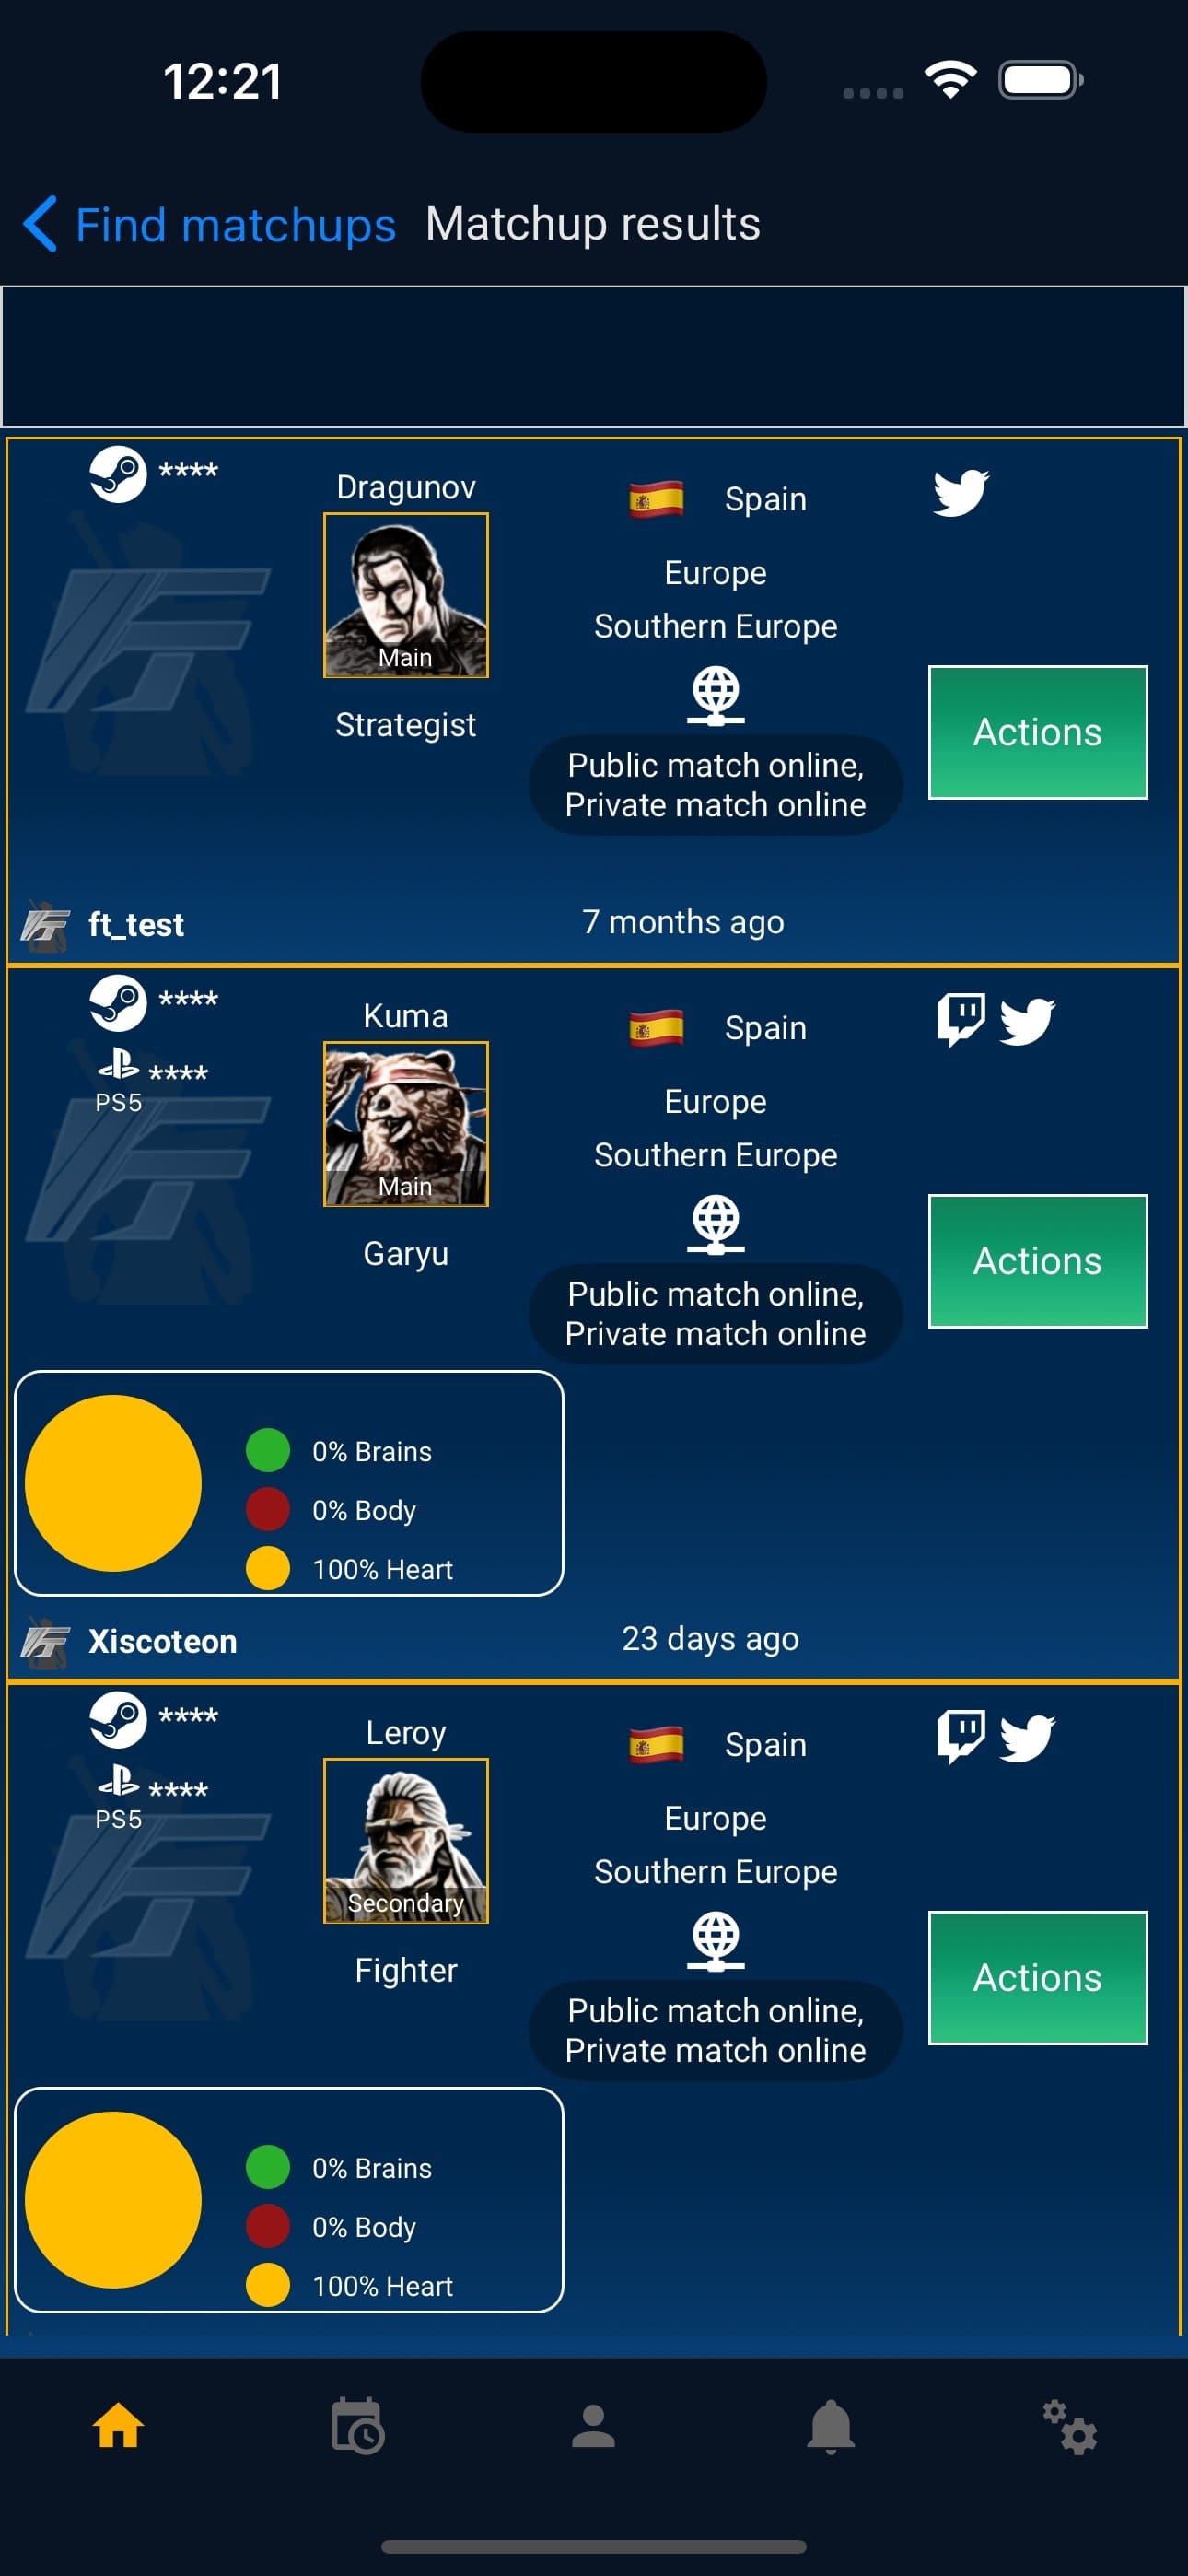 12:21
Find matchups Matchup results
****
Dragunov
Main
Strategist
Spain
Europe
Southern Europe
Public match online,
Private match online
Actions
ft_test
7 months ago
****
****
PS5
Kuma
Main
Garyu
Spain
Europe
Southern Europe
Public match online,
Private match online
Actions
0% Brains
0% Body
100% Heart
Xiscoteon
23 days ago
****
****
PS5
Leroy
Secondary
Fighter
Spain
Europe
Southern Europe
Public match online,
Private match online
Actions
0% Brains
0% Body
100% Heart